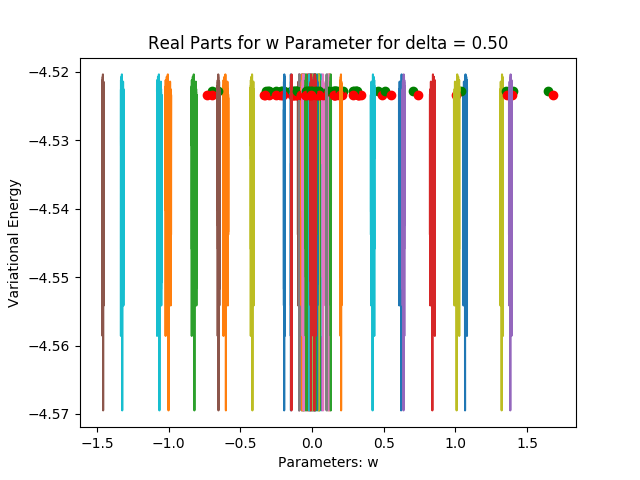 Real Parts for w Parameter for delta = 0.50
−4.52
−4.53
−4.54
−4.55
−4.56
−4.57
Variational Energy
−1.5 −1.0 −0.5 0.0 0.5 1.0 1.5
Parameters: w